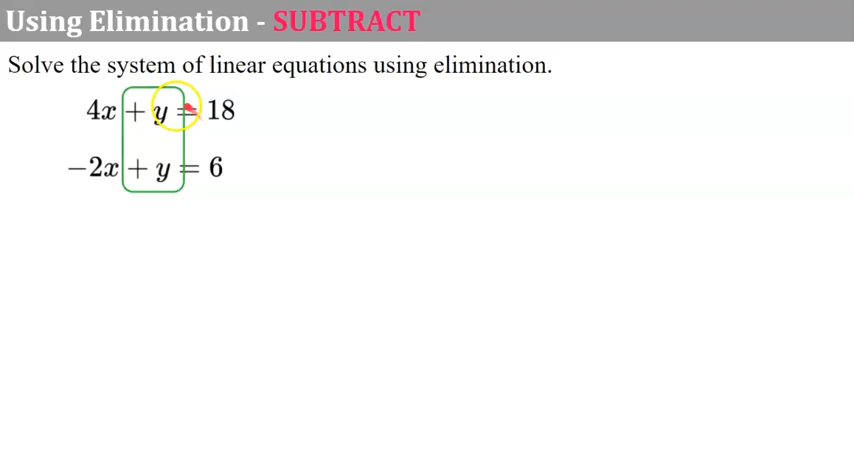 Using Elimination - SUBTRACT
Solve the system of linear equations using elimination.
4x + y = 18
−2x + y = 6